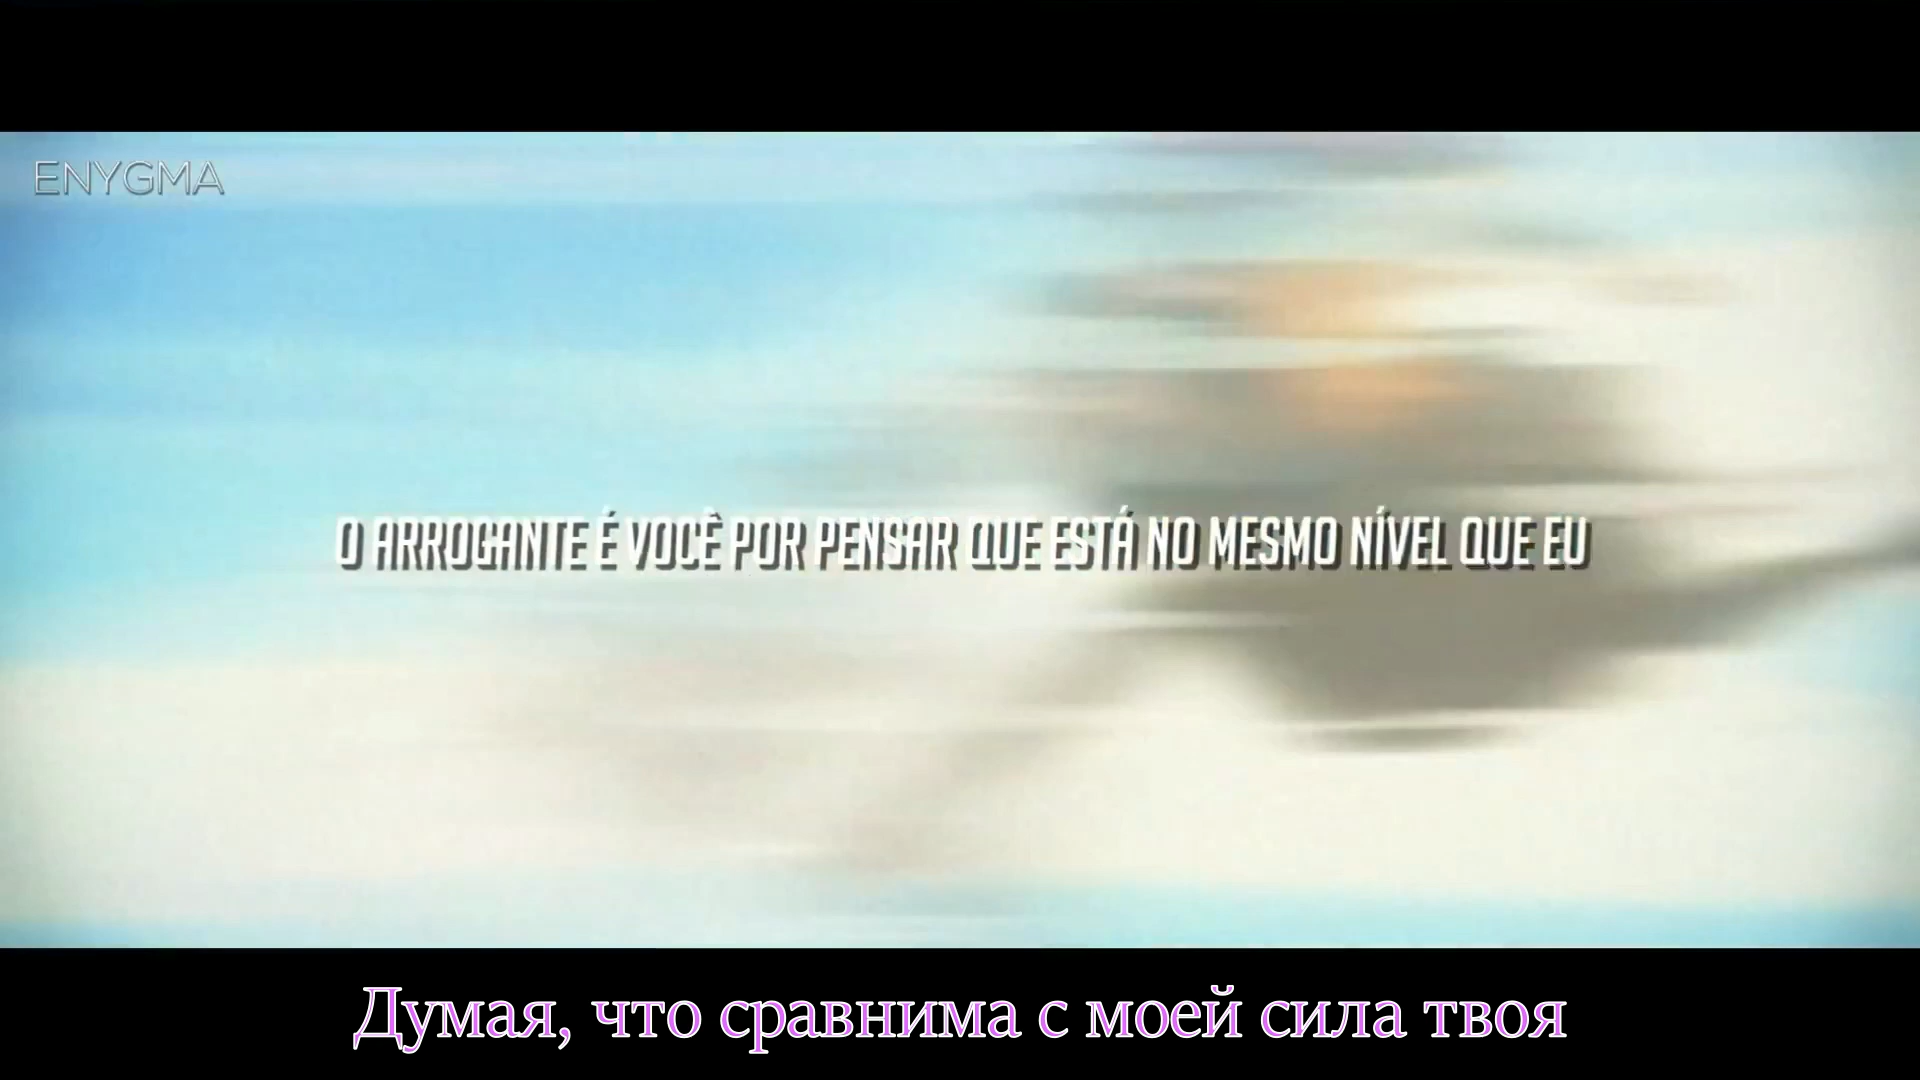 ENYGMA
O ARROGANTE É VOCÊ POR PENSAR QUE ESTÁ NO MESMO NÍVEL QUE EU
Думая, что сравнима с моей сила твоя